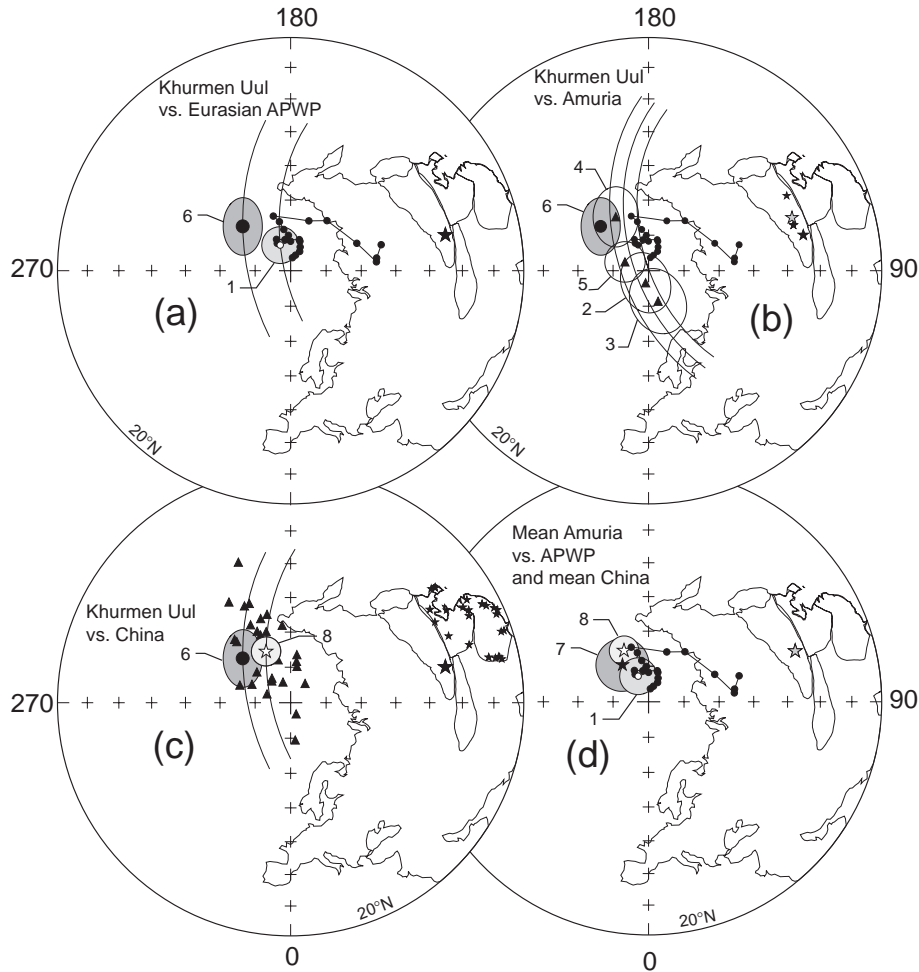 180
180
Khurmen Uul
vs. Eurasian APWP
Khurmen Uul
vs. Amuria
4
6
6
270
90
1
5
2
3
(a)
(b)
20°N
20°N
Khurmen Uul
vs. China
Mean Amuria
vs. APWP
and mean China
8
8
6
7
270
90
1
(c)
(d)
20°N
20°N
0
0